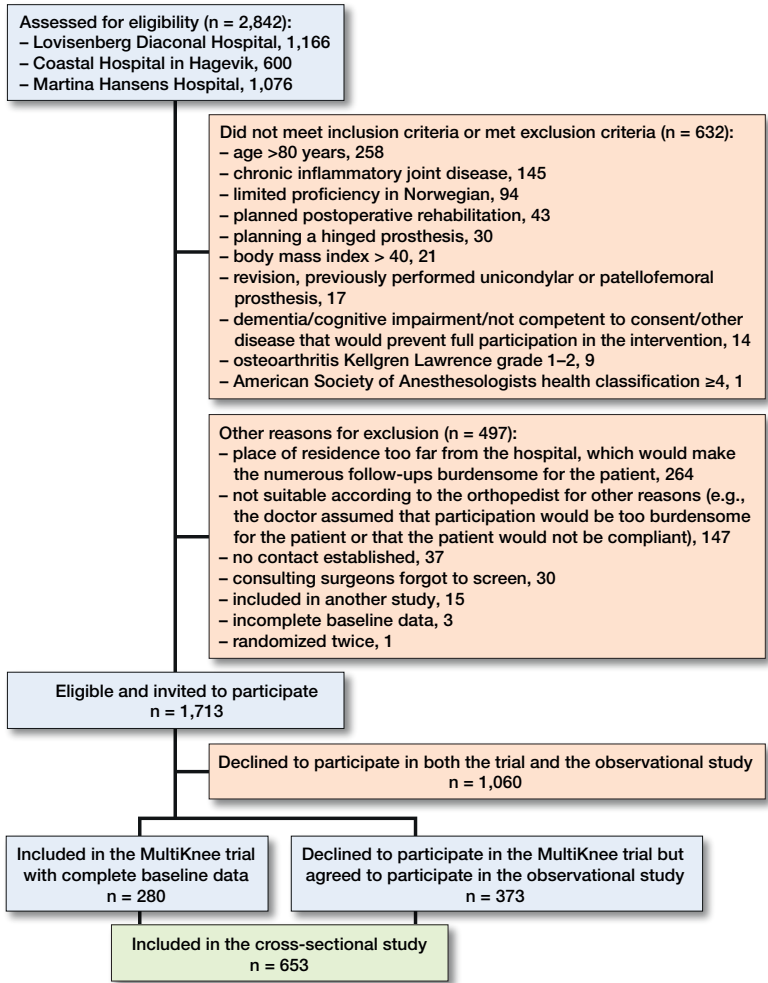 Assessed for eligibility (n = 2,842):
– Lovisenberg Diaconal Hospital, 1,166
– Coastal Hospital in Hagevik, 600
– Martina Hansens Hospital, 1,076
Did not meet inclusion criteria or met exclusion criteria (n = 632):
– age >80 years, 258
– chronic inflammatory joint disease, 145
– limited proficiency in Norwegian, 94
– planned postoperative rehabilitation, 43
– planning a hinged prosthesis, 30
– body mass index > 40, 21
– revision, previously performed unicondylar or patellofemoral
prosthesis, 17
– dementia/cognitive impairment/not competent to consent/other
disease that would prevent full participation in the intervention, 14
– osteoarthritis Kellgren Lawrence grade 1–2, 9
– American Society of Anesthesologists health classification ≥4, 1
Other reasons for exclusion (n = 497):
– place of residence too far from the hospital, which would make
the numerous follow-ups burdensome for the patient, 264
– not suitable according to the orthopedist for other reasons (e.g.,
the doctor assumed that participation would be too burdensome
for the patient or that the patient would not be compliant), 147
– no contact established, 37
– consulting surgeons forgot to screen, 30
– included in another study, 15
– incomplete baseline data, 3
– randomized twice, 1
Eligible and invited to participate
n = 1,713
Declined to participate in both the trial and the observational study
n = 1,060
Included in the MultiKnee trial
with complete baseline data
n = 280
Declined to participate in the MultiKnee trial but
agreed to participate in the observational study
n = 373
Included in the cross-sectional study
n = 653